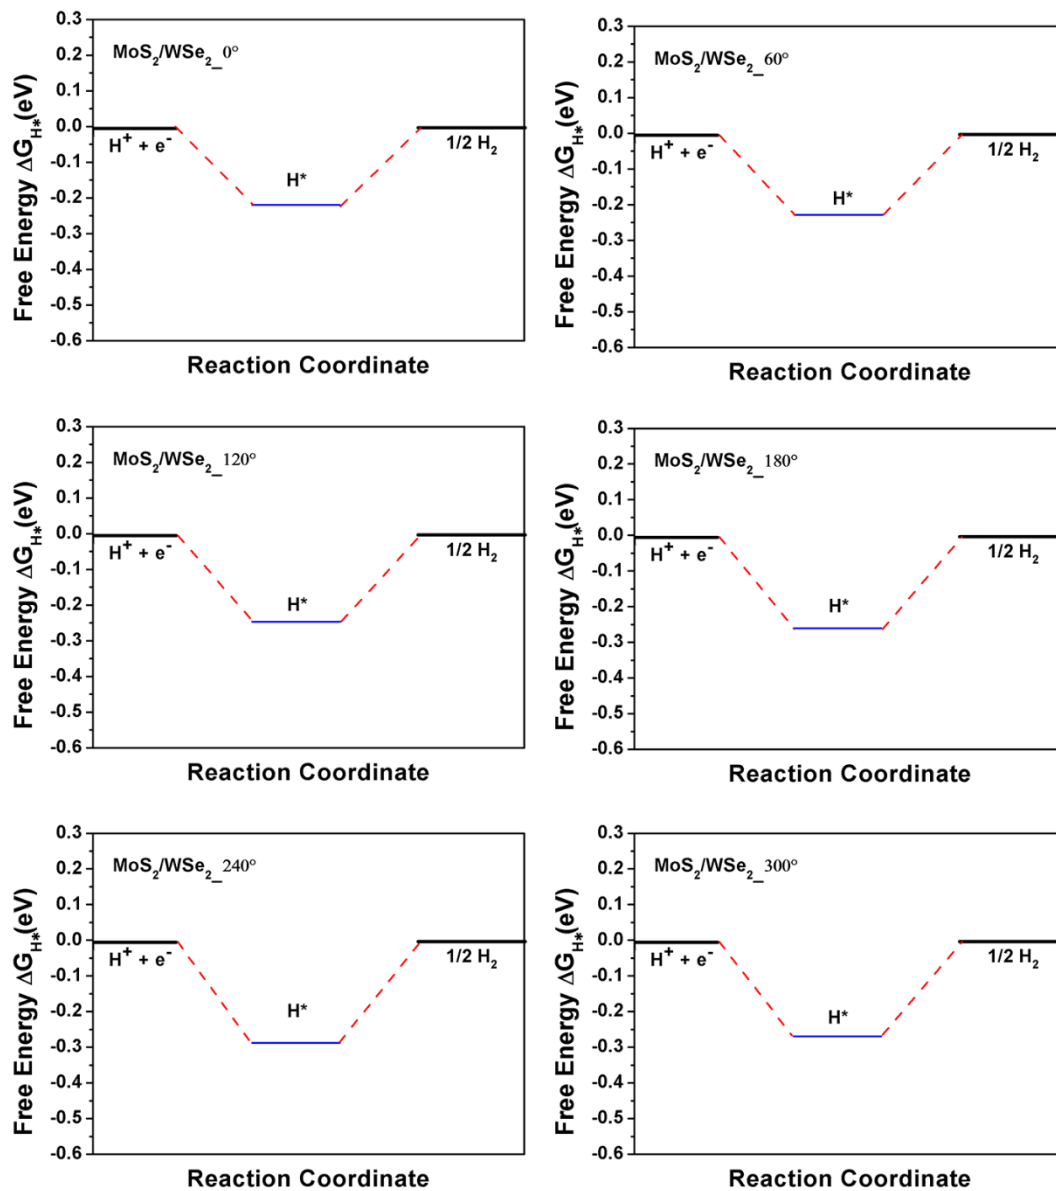 MoS2/WSe2_0°
Free Energy ΔGH*(eV)
0.3
0.2
0.1
0.0
-0.1
-0.2
-0.3
-0.4
-0.5
-0.6
H+ + e-
H*
1/2 H2
Reaction Coordinate
MoS2/WSe2_60°
Free Energy ΔGH*(eV)
0.3
0.2
0.1
0.0
-0.1
-0.2
-0.3
-0.4
-0.5
-0.6
H+ + e-
H*
1/2 H2
Reaction Coordinate
MoS2/WSe2_120°
Free Energy ΔGH*(eV)
0.3
0.2
0.1
0.0
-0.1
-0.2
-0.3
-0.4
-0.5
-0.6
H+ + e-
H*
1/2 H2
Reaction Coordinate
MoS2/WSe2_180°
Free Energy ΔGH*(eV)
0.3
0.2
0.1
0.0
-0.1
-0.2
-0.3
-0.4
-0.5
-0.6
H+ + e-
H*
1/2 H2
Reaction Coordinate
MoS2/WSe2_240°
Free Energy ΔGH*(eV)
0.3
0.2
0.1
0.0
-0.1
-0.2
-0.3
-0.4
-0.5
-0.6
H+ + e-
H*
1/2 H2
Reaction Coordinate
MoS2/WSe2_300°
Free Energy ΔGH*(eV)
0.3
0.2
0.1
0.0
-0.1
-0.2
-0.3
-0.4
-0.5
-0.6
H+ + e-
H*
1/2 H2
Reaction Coordinate